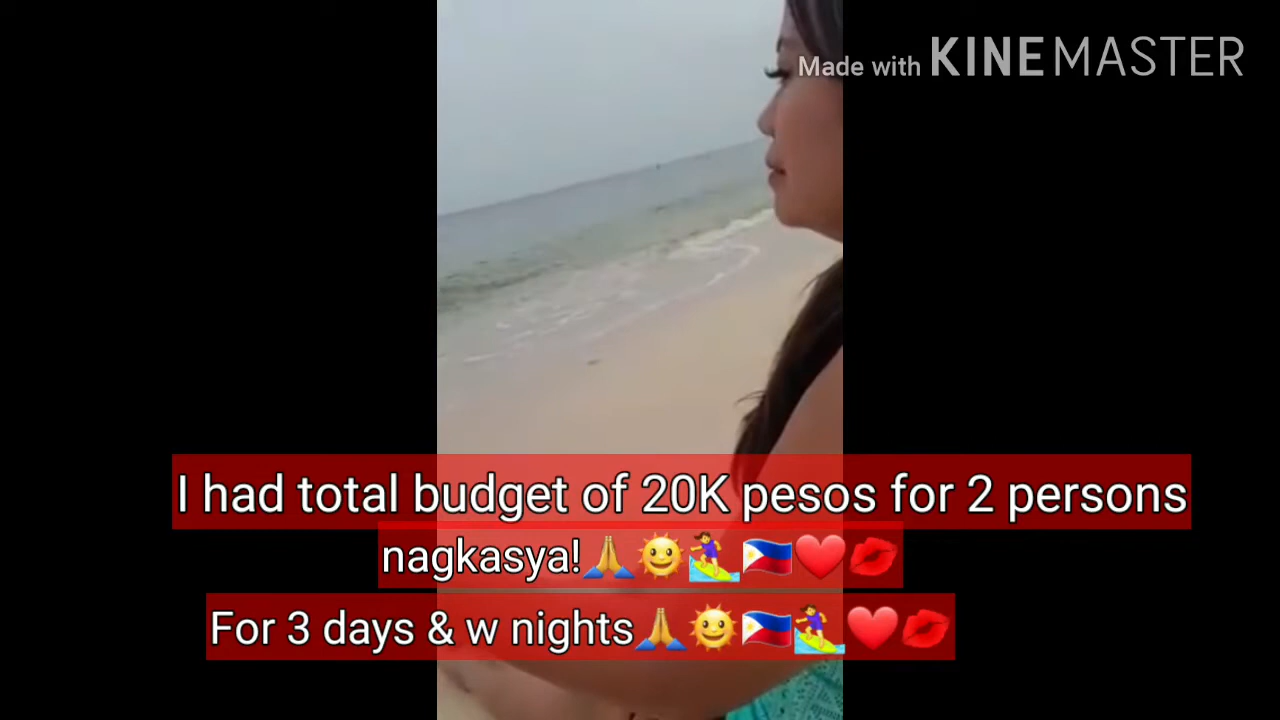 Made with KINEMASTER
I had total budget of 20K pesos for 2 persons
nagkasya!🙏🌞🏄‍♀️🇵🇭❤️💋
For 3 days & w nights🙏🌞🇵🇭🏄‍♀️❤️💋